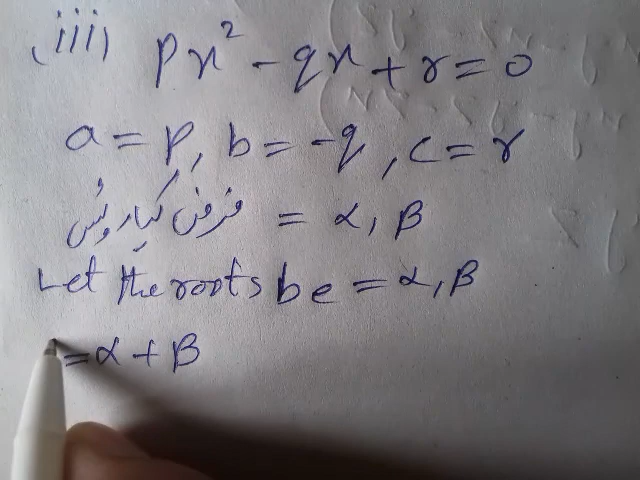 (iii) px² - qx + r = 0
a = p, b = -q, c = r
فرض کیا روٹس = α, β
Let the roots be = α, β
= α + β